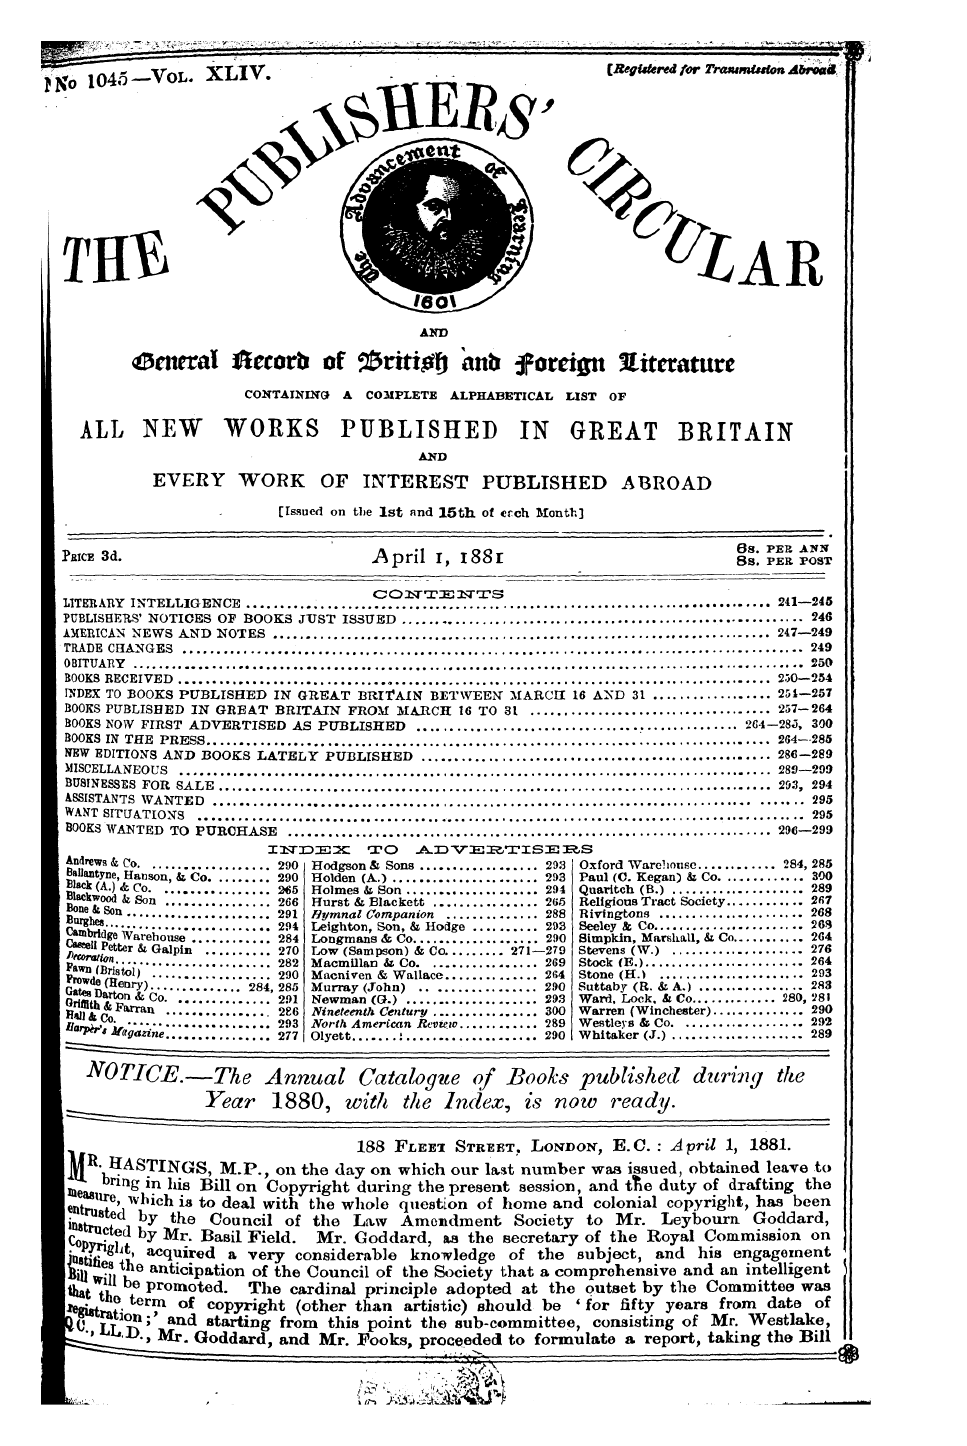 No 1045—VOL. XLIV.
[Registered for Transmission Abroad.
THE PUBLISHERS' CIRCULAR
The Advancement of Learning
1601
AND
General Record of British and Foreign Literature
CONTAINING A COMPLETE ALPHABETICAL LIST OF
ALL NEW WORKS PUBLISHED IN GREAT BRITAIN
AND
EVERY WORK OF INTEREST PUBLISHED ABROAD
[Issued on the 1st and 15th of each Month]
PRICE 3d.
April 1, 1881
6s. PER ANN
8s. PER POST
CONTENTS
LITERARY INTELLIGENCE ........ 241—245
PUBLISHERS' NOTICES OF BOOKS JUST ISSUED ........ 246
AMERICAN NEWS AND NOTES ........ 247—249
TRADE CHANGES ........ 249
OBITUARY ........ 250
BOOKS RECEIVED ........ 250—254
INDEX TO BOOKS PUBLISHED IN GREAT BRITAIN BETWEEN MARCH 16 AND 31 ........ 254—257
BOOKS PUBLISHED IN GREAT BRITAIN FROM MARCH 16 TO 31 ........ 257—264
BOOKS NOW FIRST ADVERTISED AS PUBLISHED ........ 264—285, 300
BOOKS IN THE PRESS ........ 264—285
NEW EDITIONS AND BOOKS LATELY PUBLISHED ........ 286—289
MISCELLANEOUS ........ 289—299
BUSINESSES FOR SALE ........ 293, 294
ASSISTANTS WANTED ........ 295
WANT SITUATIONS ........ 295
BOOKS WANTED TO PURCHASE ........ 296—299
INDEX TO ADVERTISERS
Andrews & Co. ........ 290
Ballantyne, Hanson, & Co. ........ 290
Black (A.) & Co. ........ 265
Blackwood & Son ........ 266
Bone & Son ........ 291
Burghes ........ 294
Cambridge Warehouse ........ 284
Cassell Petter & Galpin ........ 270
Decoration ........ 282
Fawn (Bristol) ........ 290
Frowde (Henry) ........ 284, 285
Gates Darton & Co. ........ 291
Griffith & Farran ........ 286
Hall & Co. ........ 293
Harper's Magazine ........ 277
Hodgson & Sons ........ 293
Holden (A.) ........ 293
Holmes & Son ........ 294
Hurst & Blackett ........ 265
Hymnal Companion ........ 288
Leighton, Son, & Hodge ........ 293
Longmans & Co. ........ 290
Low (Sampson) & Co. ........ 271—279
Macmillan & Co. ........ 269
Macniven & Wallace ........ 264
Murray (John) ........ 290
Newman (G.) ........ 293
Nineteenth Century ........ 300
North American Review ........ 289
Olyett ........ 290
Oxford Warehouse ........ 284, 285
Paul (C. Kegan) & Co. ........ 300
Quaritch (B.) ........ 289
Religious Tract Society ........ 267
Rivingtons ........ 268
Seeley & Co. ........ 268
Simpkin, Marshall, & Co. ........ 264
Stevens (W.) ........ 276
Stock (E.) ........ 264
Stone (H.) ........ 293
Suttaby (R. & A.) ........ 283
Ward, Lock, & Co. ........ 280, 281
Warren (Winchester) ........ 290
Westleys & Co. ........ 292
Whitaker (J.) ........ 289
NOTICE.—The Annual Catalogue of Books published during the
Year 1880, with the Index, is now ready.
188 FLEET STREET, LONDON, E.C. : April 1, 1881.
MR. HASTINGS, M.P., on the day on which our last number was issued, obtained leave to
bring in his Bill on Copyright during the present session, and the duty of drafting the
measure, which is to deal with the whole question of home and colonial copyright, has been
entrusted by the Council of the Law Amendment Society to Mr. Leybourn Goddard,
instructed by Mr. Basil Field. Mr. Goddard, as the secretary of the Royal Commission on
Copyright, acquired a very considerable knowledge of the subject, and his engagement
justifies the anticipation of the Council of the Society that a comprehensive and an intelligent
Bill will be promoted. The cardinal principle adopted at the outset by the Committee was
that the term of copyright (other than artistic) should be 'for fifty years from date of
registration;' and starting from this point the sub-committee, consisting of Mr. Westlake,
Q.C., LL.D., Mr. Goddard, and Mr. Fooks, proceeded to formulate a report, taking the Bill